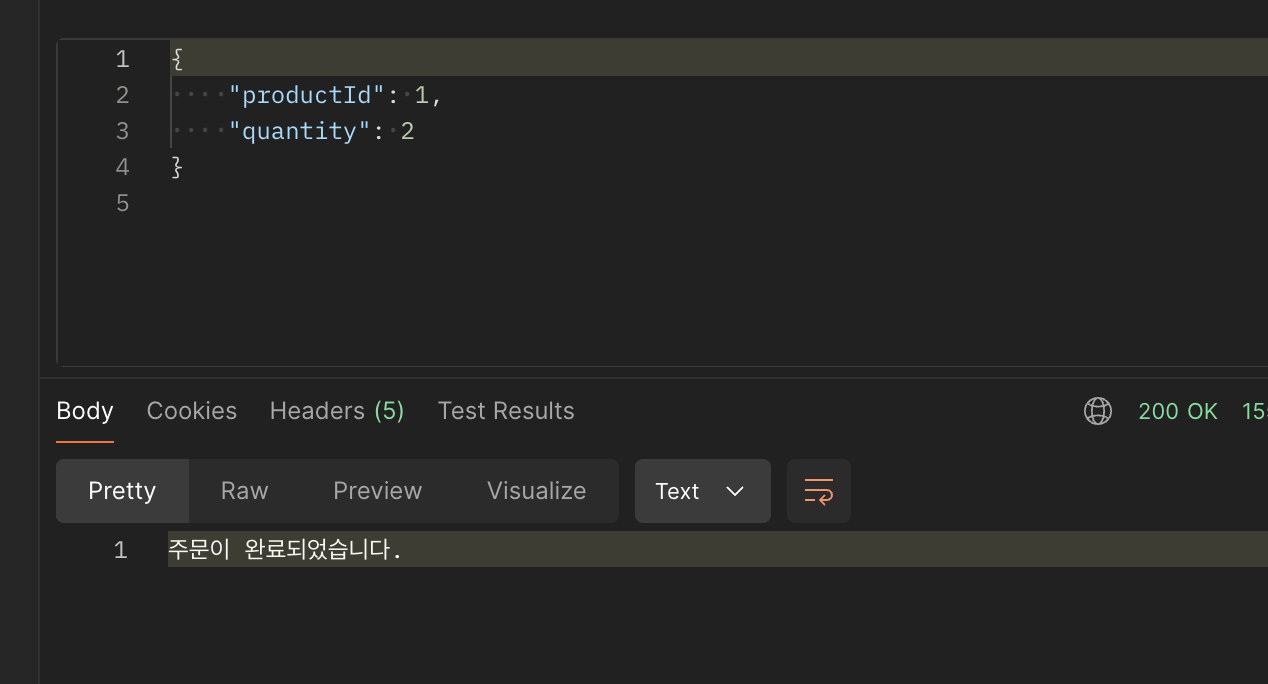 1 {
2 "productId": 1,
3 "quantity": 2
4 }
5
Body Cookies Headers (5) Test Results 200 OK
Pretty Raw Preview Visualize Text
1 주문이 완료되었습니다.